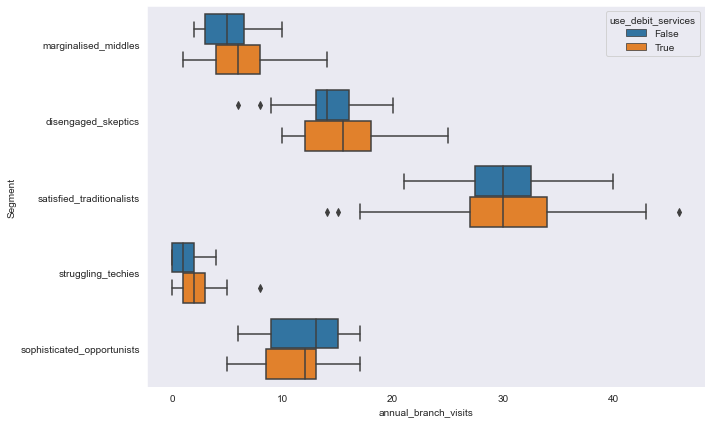 use_debit_services
False
True
marginalised_middles
disengaged_skeptics
satisfied_traditionalists
struggling_techies
sophisticated_opportunists
Segment
0 10 20 30 40
annual_branch_visits